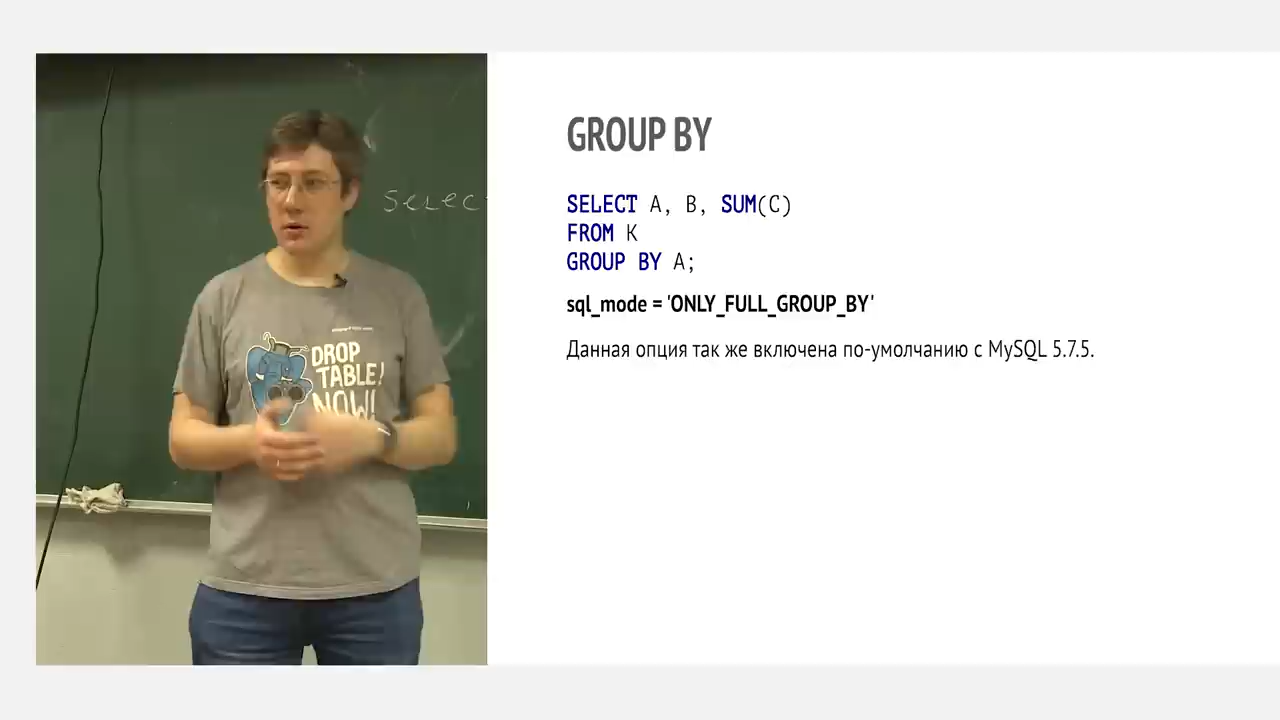 Selec
DROP
TABLE!
NOW!
GROUP BY
SELECT A, B, SUM(C)
FROM K
GROUP BY A;
sql_mode = 'ONLY_FULL_GROUP_BY'
Данная опция так же включена по-умолчанию с MySQL 5.7.5.